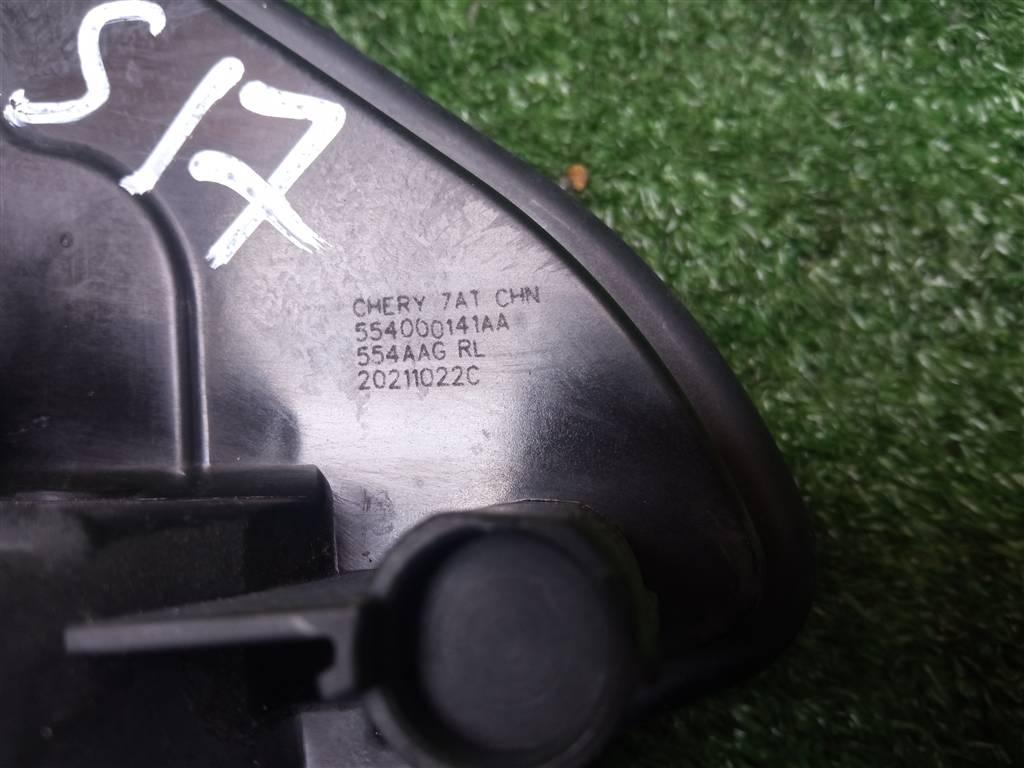 S17
CHERY 7AT CHN
554000141AA
554AAG RL
20211022C